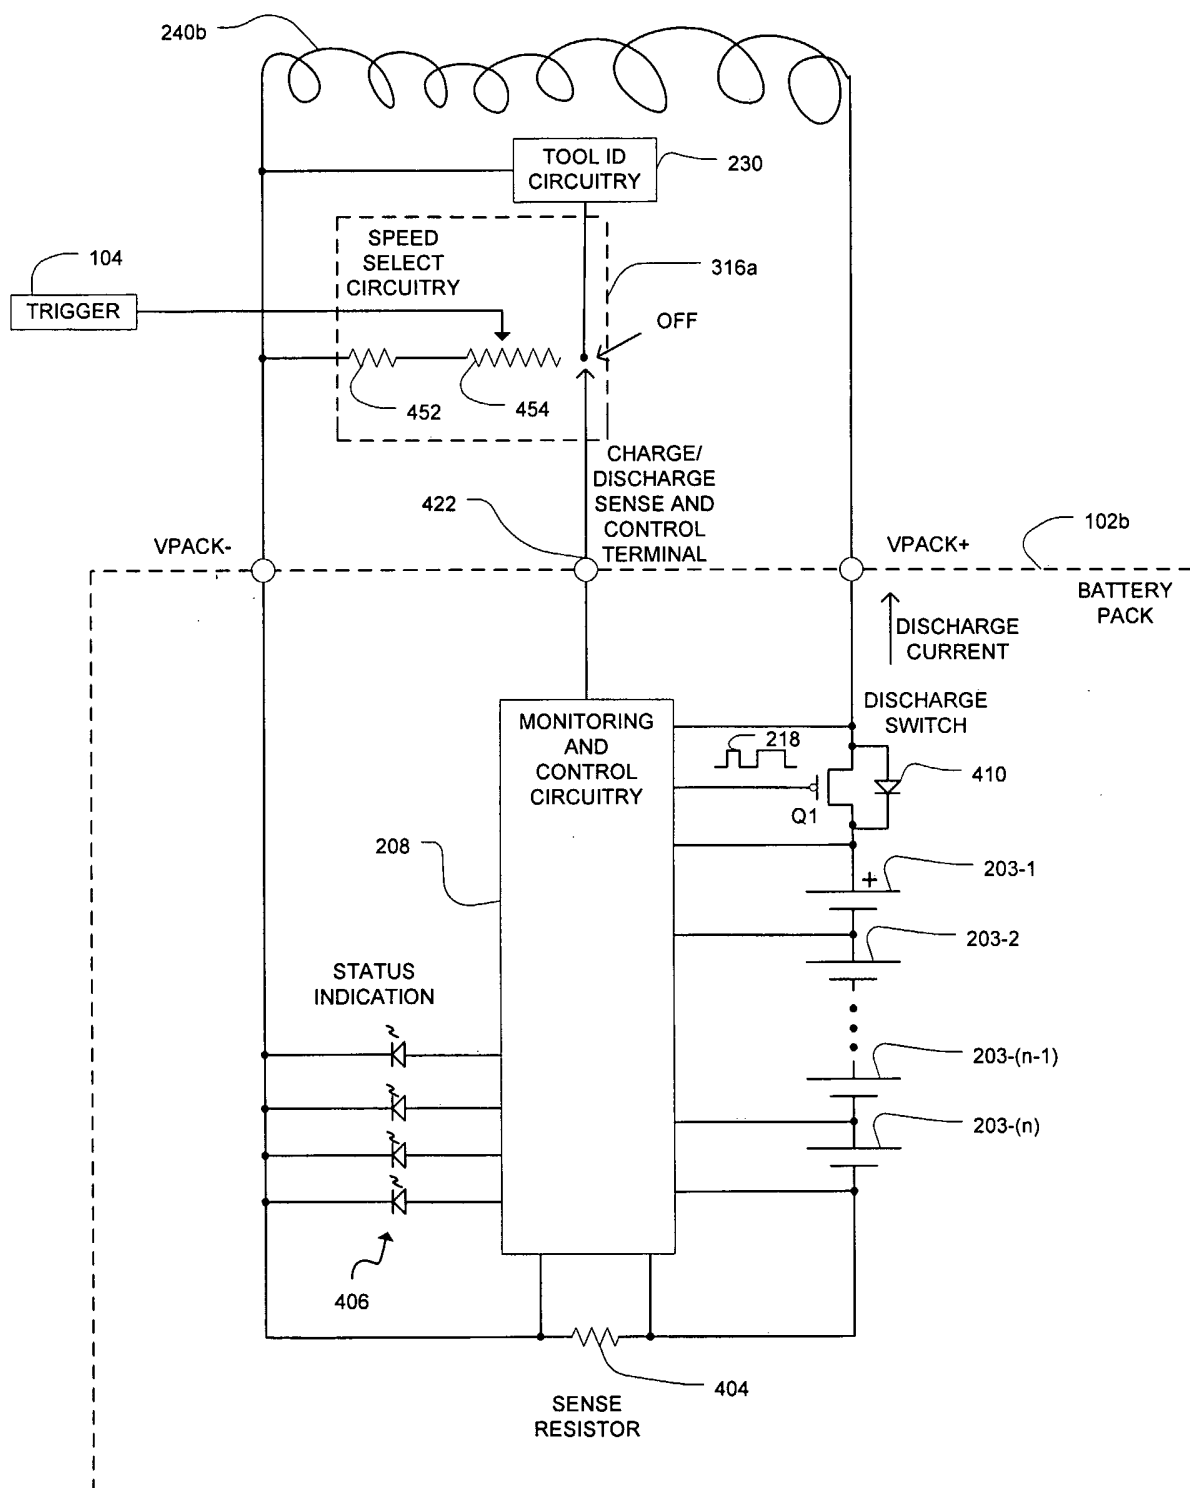 240b
TOOL ID
CIRCUITRY
230
SPEED
SELECT
CIRCUITRY
104
316a
TRIGGER
OFF
452
454
CHARGE/
DISCHARGE
SENSE AND
CONTROL
TERMINAL
422
102b
VPACK-
VPACK+
BATTERY
PACK
DISCHARGE
CURRENT
DISCHARGE
SWITCH
MONITORING
AND
CONTROL
CIRCUITRY
218
410
Q1
208
+
203-1
203-2
STATUS
INDICATION
203-(n-1)
203-(n)
406
404
SENSE
RESISTOR